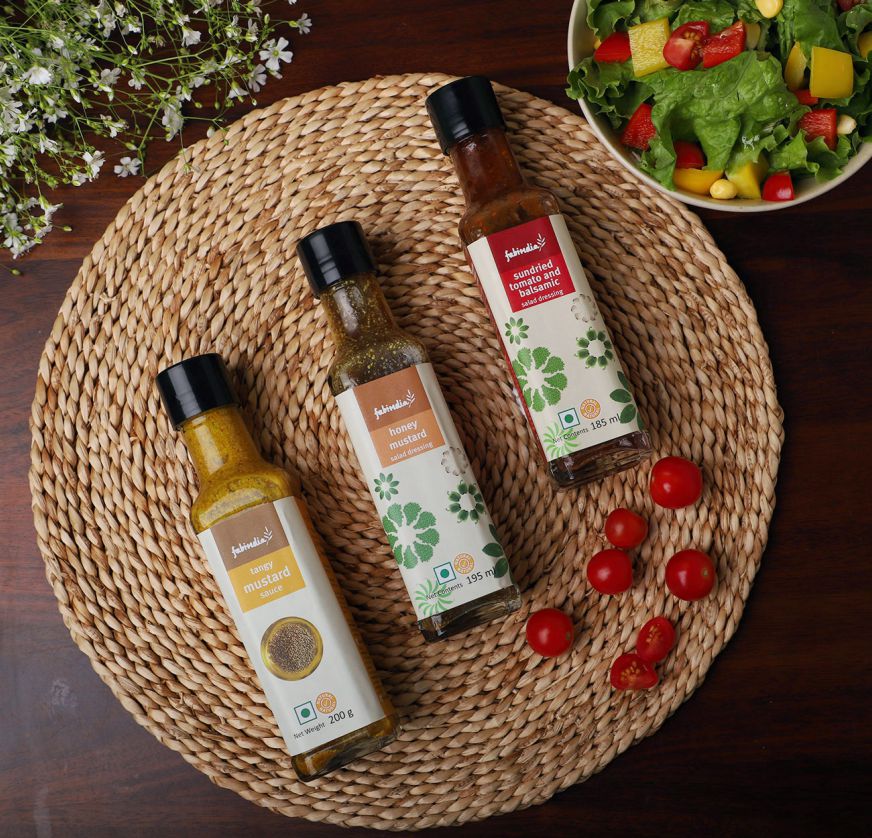 fabindia
tangy
mustard
sauce
Net Weight 200 g
fabindia
honey
mustard
salad dressing
Net Contents 195 ml
fabindia
sundried
tomato and
balsamic
salad dressing
Net Contents 185 ml